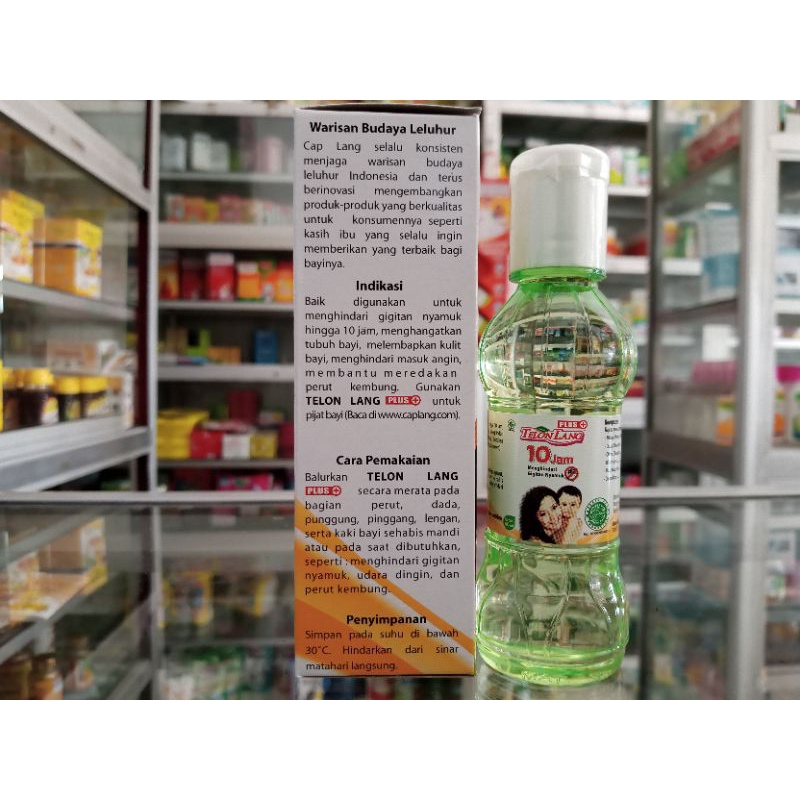 Warisan Budaya Leluhur
Cap Lang selalu konsisten
menjaga warisan budaya
leluhur Indonesia dan terus
berinovasi mengembangkan
produk-produk yang berkualitas
untuk konsumennya seperti
kasih ibu yang selalu ingin
memberikan yang terbaik bagi
bayinya.
Indikasi
Baik digunakan untuk
menghindari gigitan nyamuk
hingga 10 jam, menghangatkan
tubuh bayi, melembapkan kulit
bayi, menghindari masuk angin,
membantu meredakan
perut kembung. Gunakan
TELON LANG PLUS + untuk
pijat bayi (Baca di www.caplang.com).
Cara Pemakaian
Balurkan TELON LANG
PLUS + secara merata pada
bagian perut, dada,
punggung, pinggang, lengan,
serta kaki bayi sehabis mandi
atau pada saat dibutuhkan,
seperti : menghindari gigitan
nyamuk, udara dingin, dan
perut kembung.
Penyimpanan
Simpan pada suhu di bawah
30°C. Hindarkan dari sinar
matahari langsung.
PLUS +
TELON LANG
10 Jam
Menghindari
Gigitan Nyamuk